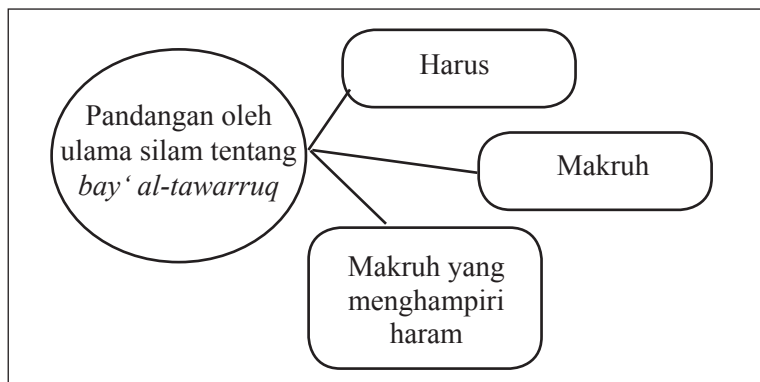 Pandangan oleh
ulama silam tentang
bay‘ al-tawarruq
Harus
Makruh
Makruh yang
menghampiri
haram